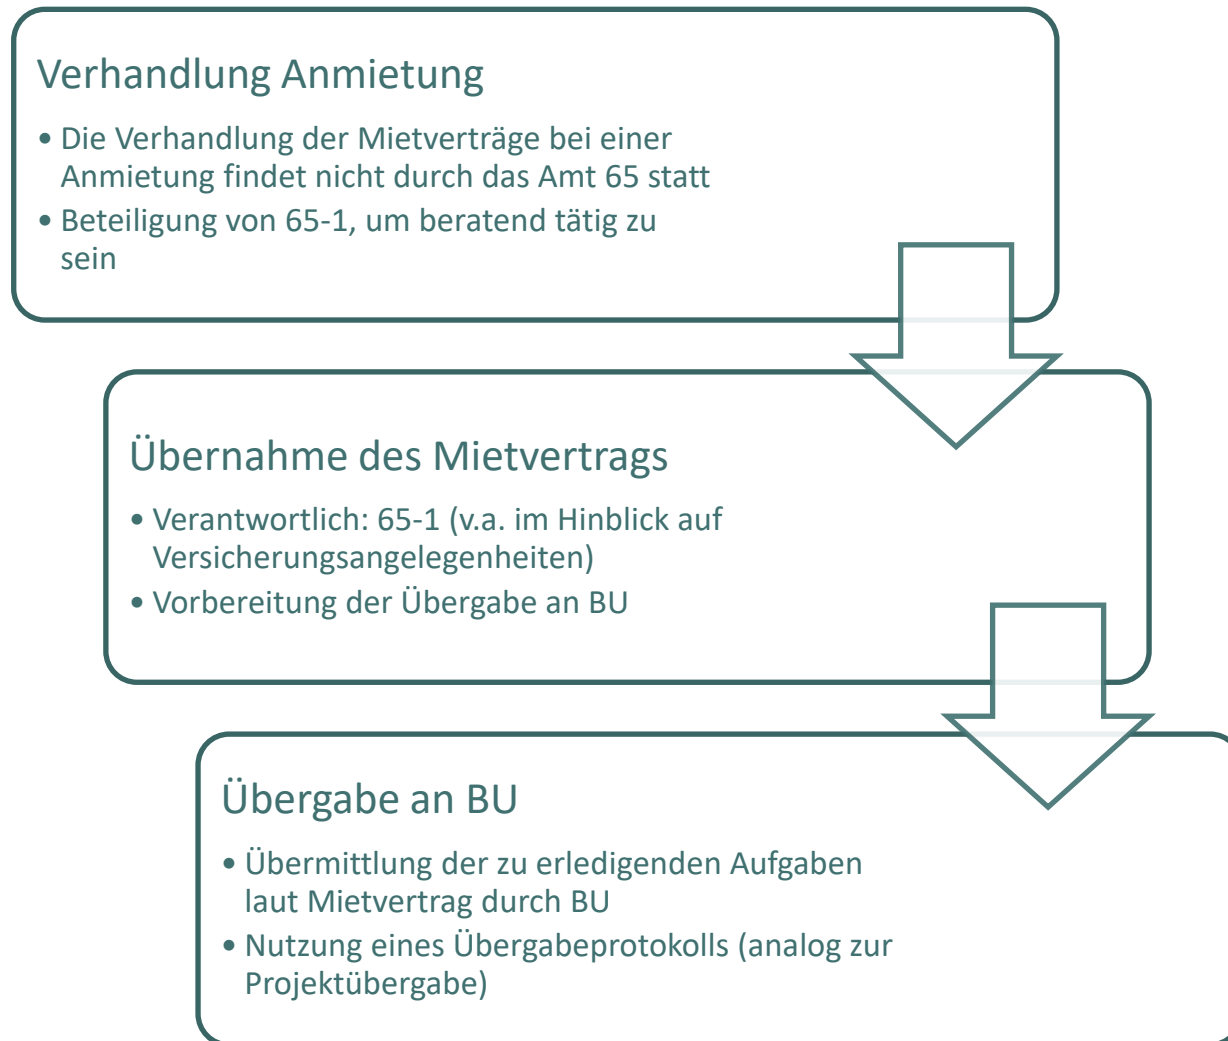 Verhandlung Anmietung
• Die Verhandlung der Mietverträge bei einer
Anmietung findet nicht durch das Amt 65 statt
• Beteiligung von 65-1, um beratend tätig zu
sein
Übernahme des Mietvertrags
• Verantwortlich: 65-1 (v.a. im Hinblick auf
Versicherungsangelegenheiten)
• Vorbereitung der Übergabe an BU
Übergabe an BU
• Übermittlung der zu erledigenden Aufgaben
laut Mietvertrag durch BU
• Nutzung eines Übergabeprotokolls (analog zur
Projektübergabe)